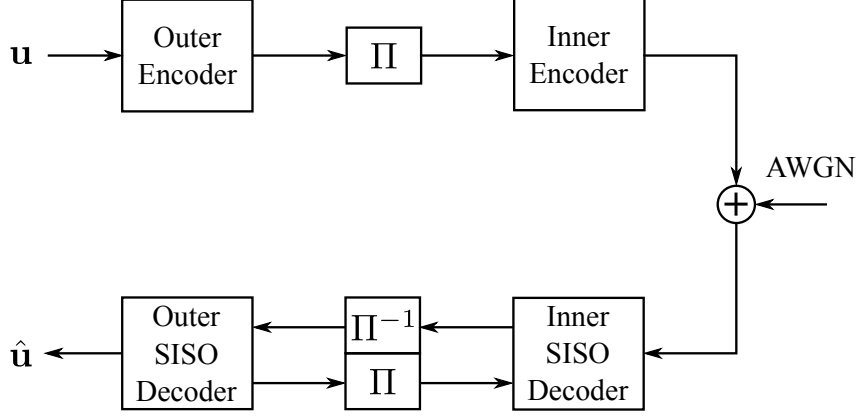 u
Outer
Encoder
Π
Inner
Encoder
AWGN
+
û
Outer
SISO
Decoder
Π⁻¹
Π
Inner
SISO
Decoder